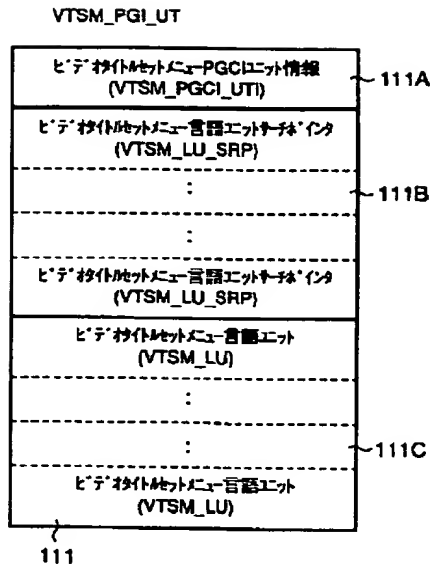 VTSM_PGI_UT
ビデオタイトルセットメニューPGCIユニット情報
(VTSM_PGCI_UTI)
111A
ビデオタイトルセットメニュー言語ユニットサーチポインタ
(VTSM_LU_SRP)
:
111B
:
ビデオタイトルセットメニュー言語ユニットサーチポインタ
(VTSM_LU_SRP)
ビデオタイトルセットメニュー言語ユニット
(VTSM_LU)
:
:
111C
ビデオタイトルセットメニュー言語ユニット
(VTSM_LU)
111